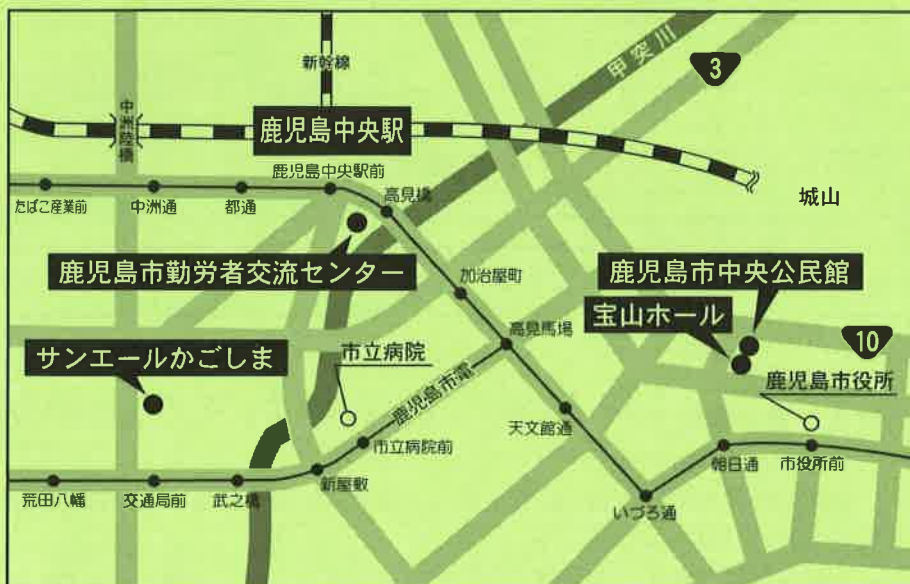 新幹線
甲突川
3
中洲陸橋
鹿児島中央駅
鹿児島中央駅前
城山
たばこ産業前
中洲通
都通
高見橋
鹿児島市勤労者交流センター
加治屋町
鹿児島市中央公民館
宝山ホール
高見馬場
10
サンエールかごしま
市立病院
鹿児島市電
鹿児島市役所
天文館通
市立病院前
朝日通
市役所前
新屋敷
荒田八幡
交通局前
武之橋
いづろ通